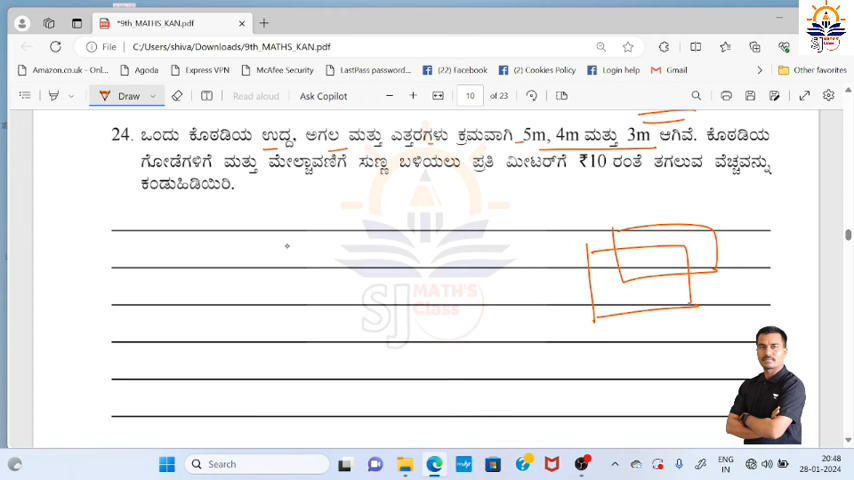 *9th_MATHS_KAN.pdf
File
C:/Users/shiva/Downloads/9th_MATHS_KAN.pdf
Amazon.co.uk - Onl...
Agoda
Express VPN
McAfee Security
LastPass password...
(22) Facebook
(2) Cookies Policy
Login help
Gmail
Other favorites
Draw
Read aloud
Ask Copilot
10 of 23
24. ಒಂದು ಕೊಠಡಿಯ ಉದ್ದ, ಅಗಲ ಮತ್ತು ಎತ್ತರಗಳು ಕ್ರಮವಾಗಿ 5m, 4m ಮತ್ತು 3m ಆಗಿವೆ. ಕೊಠಡಿಯ
ಗೋಡೆಗಳಿಗೆ ಮತ್ತು ಮೇಲ್ಚಾವಣಿಗೆ ಸುಣ್ಣ ಬಳಿಯಲು ಪ್ರತಿ ಮೀಟರ್‌ಗೆ ₹10 ರಂತೆ ತಗಲುವ ವೆಚ್ಚವನ್ನು
ಕಂಡುಹಿಡಿಯಿರಿ.
SJ MATH'S
Class
SJ
Search
ENG
IN
20:48
28-01-2024